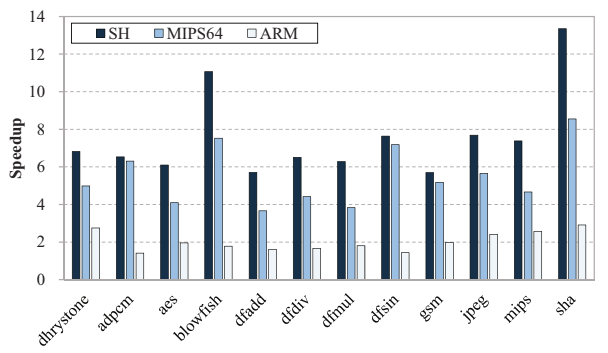 14
SH MIPS64 ARM
12
10
8
6
4
2
0
Speedup
dhrystone
adpcm
aes
blowfish
dfadd
dfdiv
dfmul
dfsin
gsm
jpeg
mips
sha